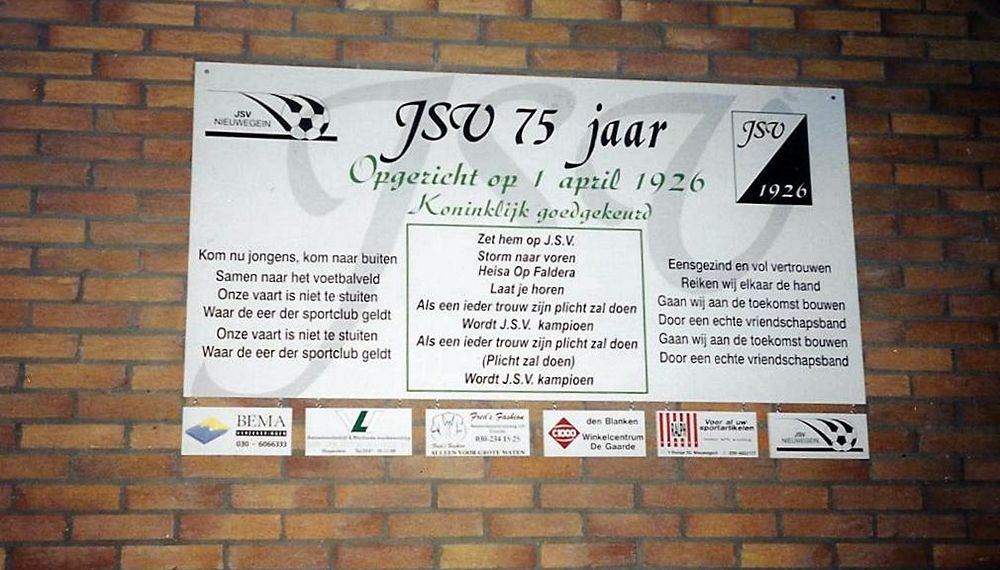 JSV
NIEUWEGEIN
JSV 75 jaar
Opgericht op 1 april 1926
Koninklijk goedgekeurd
JSV
1926
Kom nu jongens, kom naar buiten
Samen naar het voetbalveld
Onze vaart is niet te stuiten
Waar de eer der sportclub geldt
Onze vaart is niet te stuiten
Waar de eer der sportclub geldt
Zet hem op J.S.V.
Storm naar voren
Heisa Op Faldera
Laat je horen
Als een ieder trouw zijn plicht zal doen
Wordt J.S.V. kampioen
Als een ieder trouw zijn plicht zal doen
(Plicht zal doen)
Wordt J.S.V. kampioen
Eensgezind en vol vertrouwen
Reiken wij elkaar de hand
Gaan wij aan de toekomst bouwen
Door een echte vriendschapsband
Gaan wij aan de toekomst bouwen
Door een echte vriendschapsband
BEMA
VERZEKERINGEN
030 - 6066333
VL
Fred's Fashion
030-234 15 25
Fred's Fashion
ALLEEN VOOR GROTE MATEN
CIGO
den Blanken
Winkelcentrum
De Gaarde
RALPH
Voor al uw
sportartikelen
JSV
NIEUWEGEIN